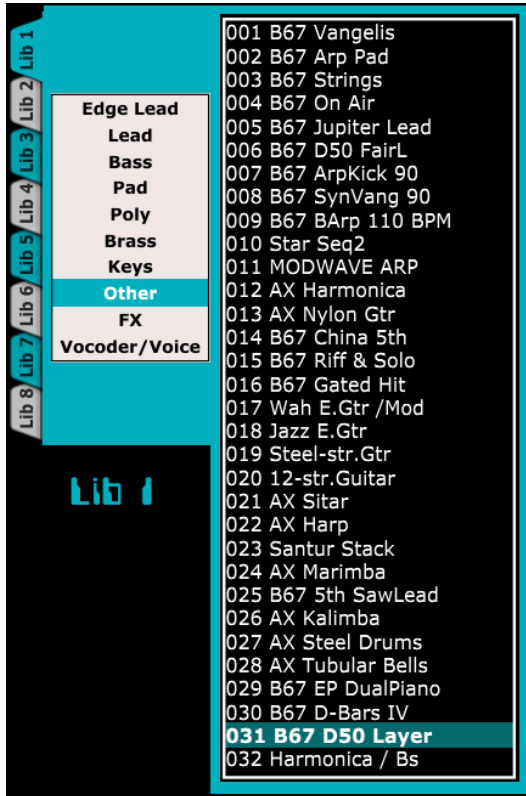 Lib 1
Lib 2
Lib 3
Lib 4
Lib 5
Lib 6
Lib 7
Lib 8
Edge Lead
Lead
Bass
Pad
Poly
Brass
Keys
Other
FX
Vocoder/Voice
Lib 1
001 B67 Vangelis
002 B67 Arp Pad
003 B67 Strings
004 B67 On Air
005 B67 Jupiter Lead
006 B67 D50 FairL
007 B67 ArpKick 90
008 B67 SynVang 90
009 B67 BArp 110 BPM
010 Star Seq2
011 MODWAVE ARP
012 AX Harmonica
013 AX Nylon Gtr
014 B67 China 5th
015 B67 Riff & Solo
016 B67 Gated Hit
017 Wah E.Gtr /Mod
018 Jazz E.Gtr
019 Steel-str.Gtr
020 12-str.Guitar
021 AX Sitar
022 AX Harp
023 Santur Stack
024 AX Marimba
025 B67 5th SawLead
026 AX Kalimba
027 AX Steel Drums
028 AX Tubular Bells
029 B67 EP DualPiano
030 B67 D-Bars IV
031 B67 D50 Layer
032 Harmonica / Bs